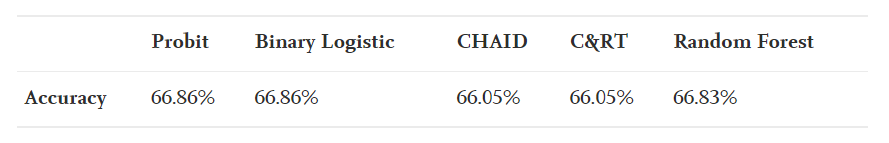 Probit Binary Logistic CHAID C&RT Random Forest
Accuracy 66.86% 66.86% 66.05% 66.05% 66.83%